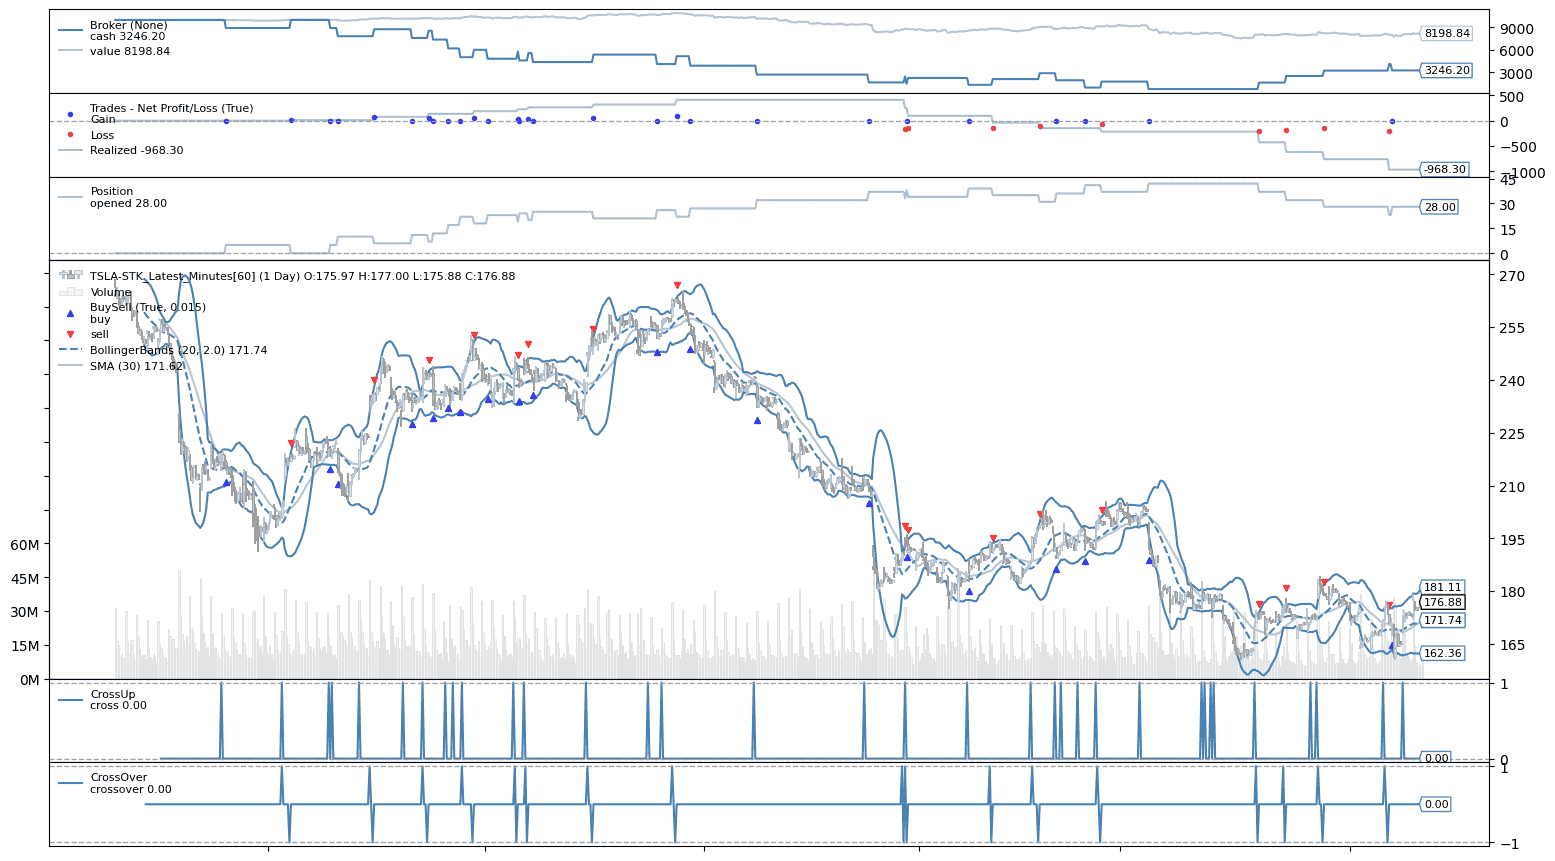 Broker (None)
cash 3246.20
value 8198.84
9000
6000
3000
8198.84
3246.20
Trades - Net Profit/Loss (True)
Gain
Loss
Realized -968.30
500
0
−500
−1000
-968.30
Position
opened 28.00
45
30
15
0
28.00
TSLA-STK_Latest_Minutes[60] (1 Day) O:175.97 H:177.00 L:175.88 C:176.88
Volume
BuySell (True, 0.015)
buy
sell
BollingerBands (20, 2.0) 171.74
SMA (30) 171.62
270
255
240
225
210
195
180
165
181.11
176.88
171.74
162.36
60M
45M
30M
15M
0M
CrossUp
cross 0.00
1
0
0.00
CrossOver
crossover 0.00
1
−1
0.00